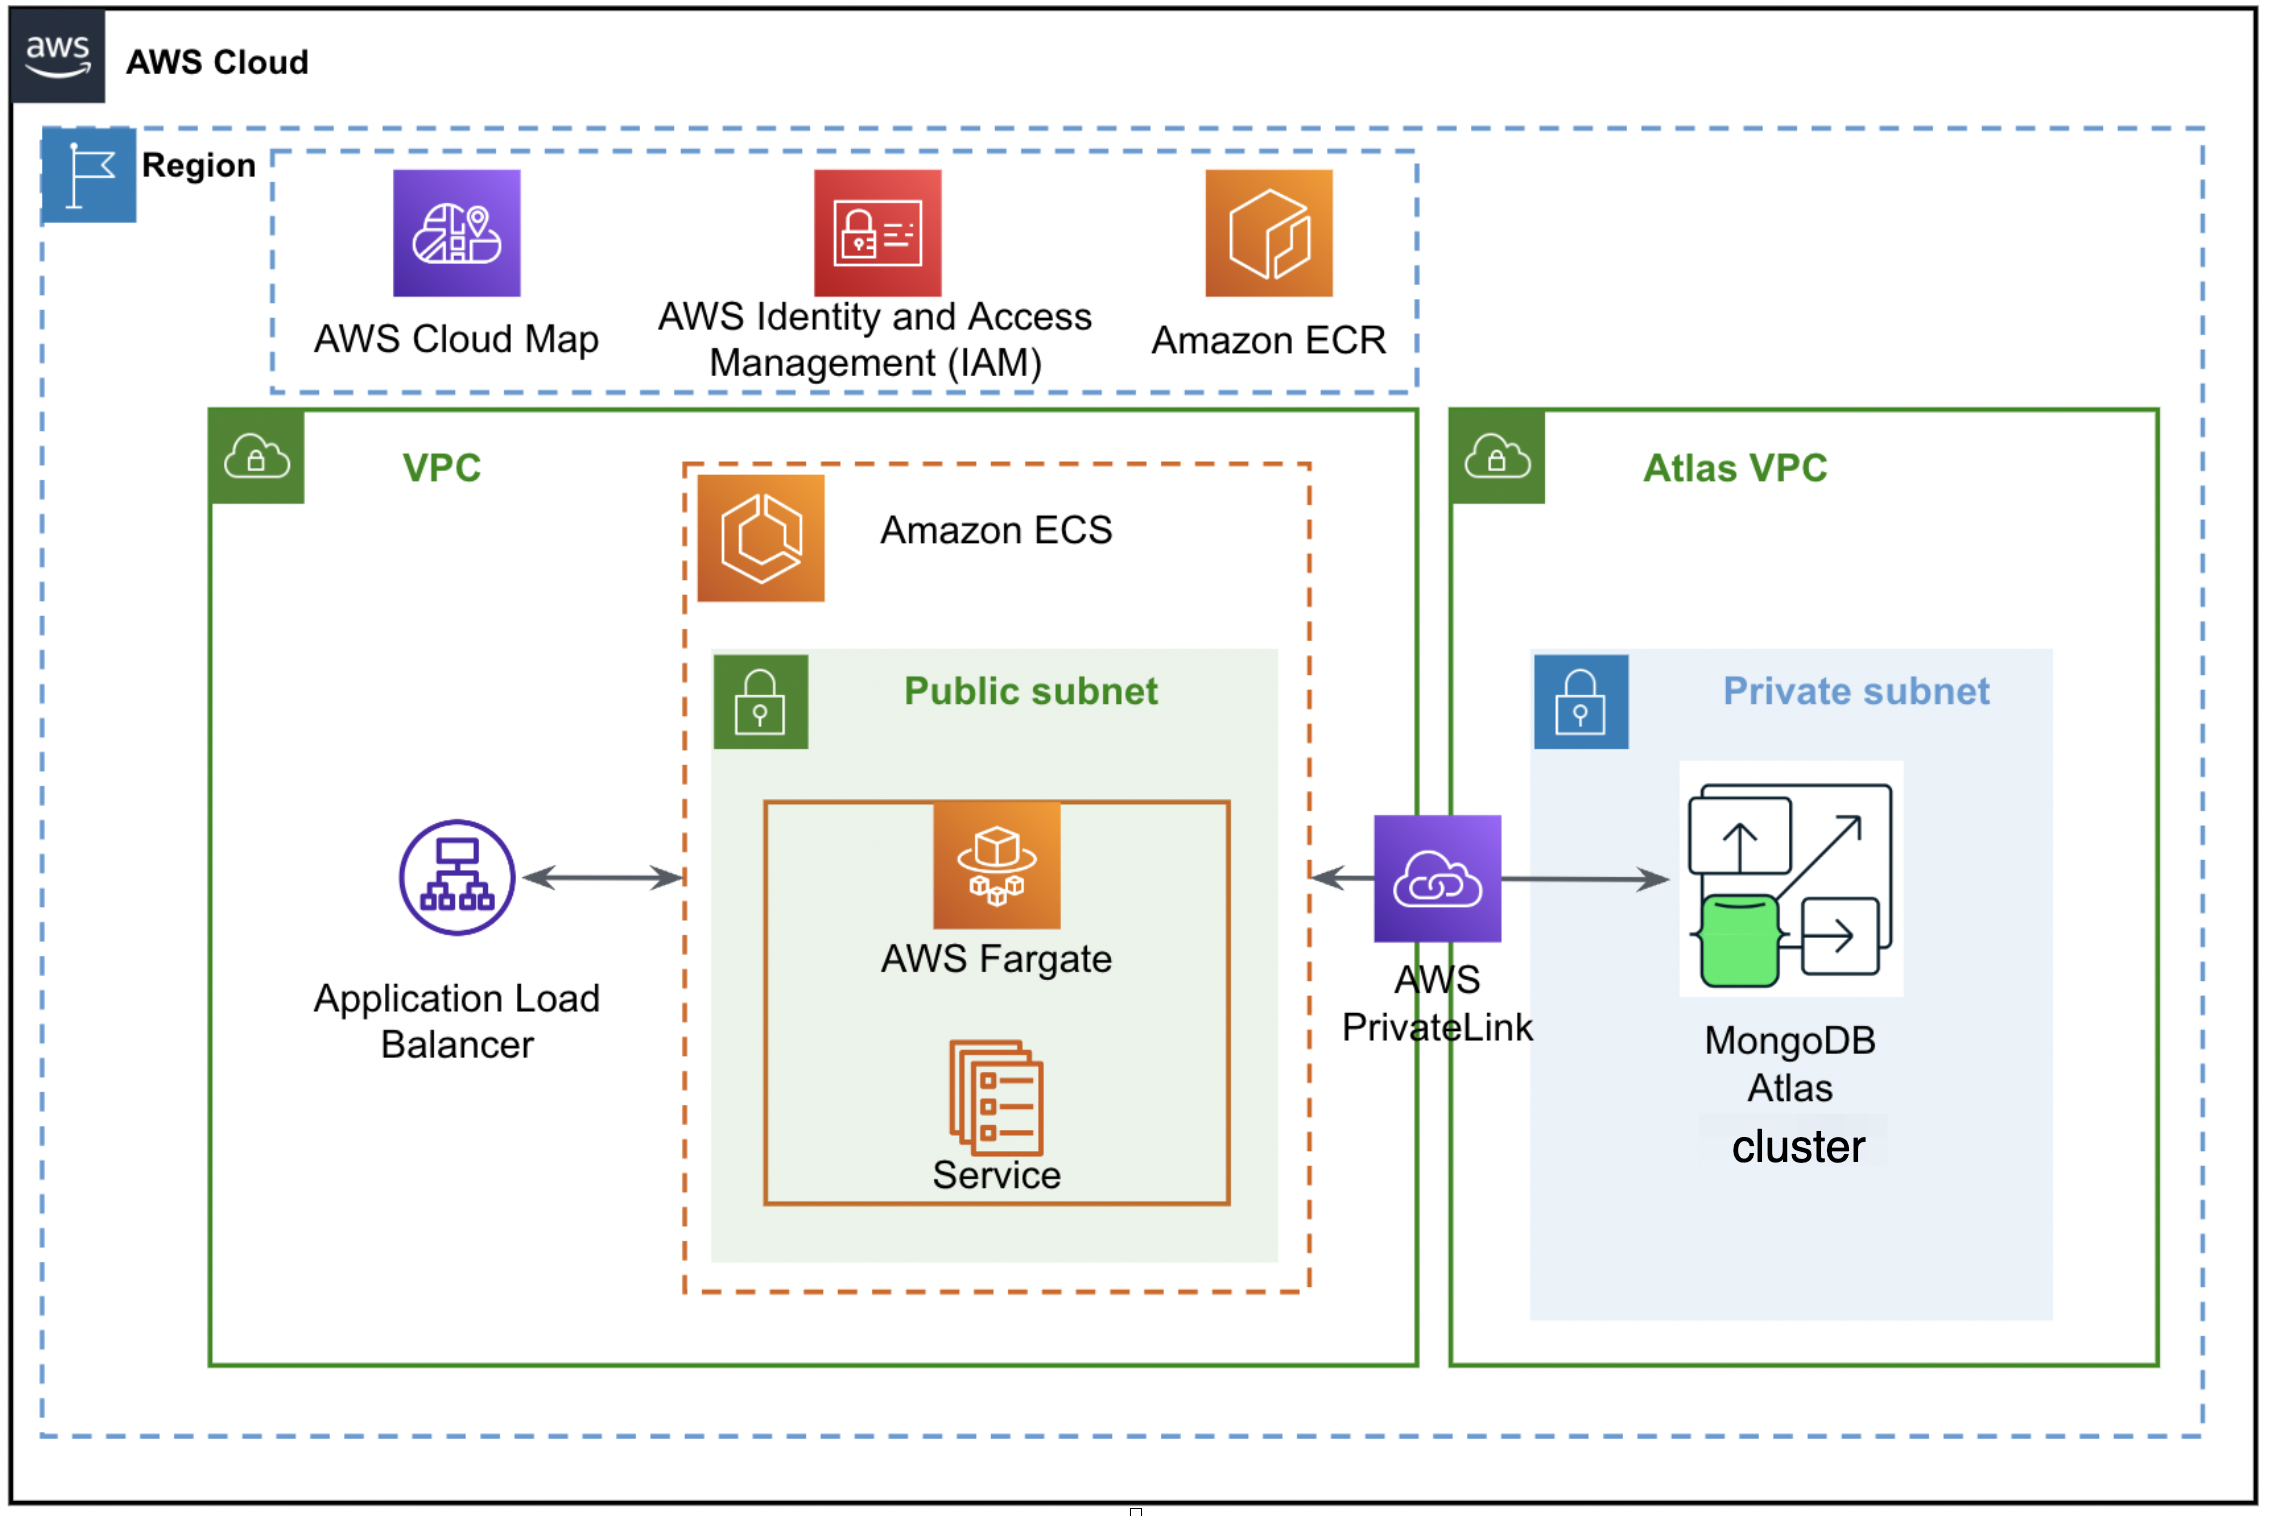 aws
AWS Cloud
Region
AWS Cloud Map
AWS Identity and Access
Management (IAM)
Amazon ECR
VPC
Amazon ECS
Public subnet
AWS Fargate
Service
Application Load
Balancer
AWS
PrivateLink
Atlas VPC
Private subnet
MongoDB
Atlas
cluster